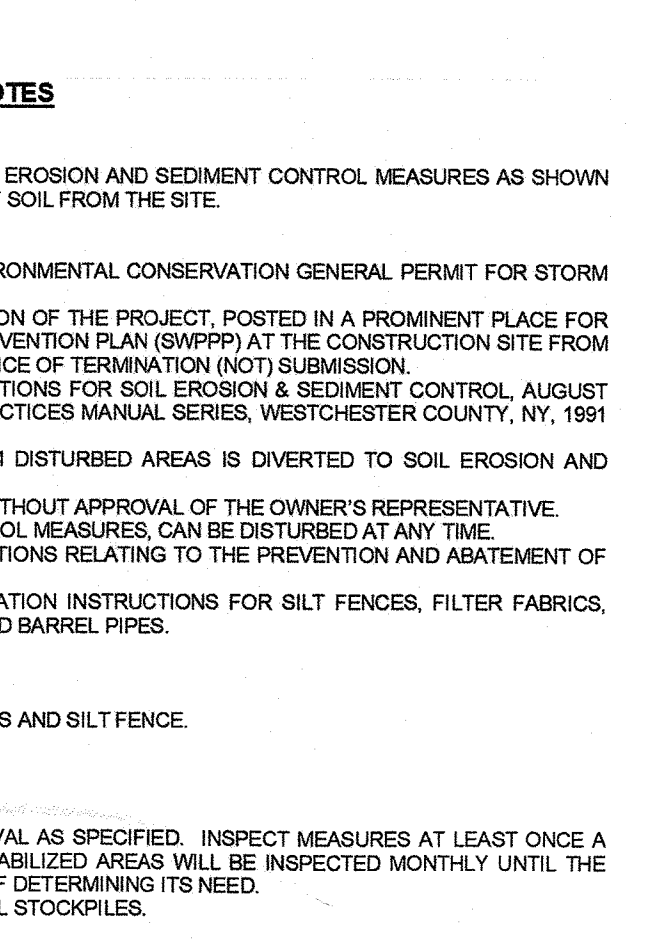 OTES
EROSION AND SEDIMENT CONTROL MEASURES AS SHOWN
SOIL FROM THE SITE.
RONMENTAL CONSERVATION GENERAL PERMIT FOR STORM
ON OF THE PROJECT, POSTED IN A PROMINENT PLACE FOR
VENTION PLAN (SWPPP) AT THE CONSTRUCTION SITE FROM
ICE OF TERMINATION (NOT) SUBMISSION.
TIONS FOR SOIL EROSION & SEDIMENT CONTROL, AUGUST
CTICES MANUAL SERIES, WESTCHESTER COUNTY, NY, 1991
DISTURBED AREAS IS DIVERTED TO SOIL EROSION AND
THOUT APPROVAL OF THE OWNER'S REPRESENTATIVE.
OL MEASURES, CAN BE DISTURBED AT ANY TIME.
TIONS RELATING TO THE PREVENTION AND ABATEMENT OF
ATION INSTRUCTIONS FOR SILT FENCES, FILTER FABRICS,
D BARREL PIPES.
S AND SILT FENCE.
VAL AS SPECIFIED. INSPECT MEASURES AT LEAST ONCE A
ABILIZED AREAS WILL BE INSPECTED MONTHLY UNTIL THE
F DETERMINING ITS NEED.
L STOCKPILES.